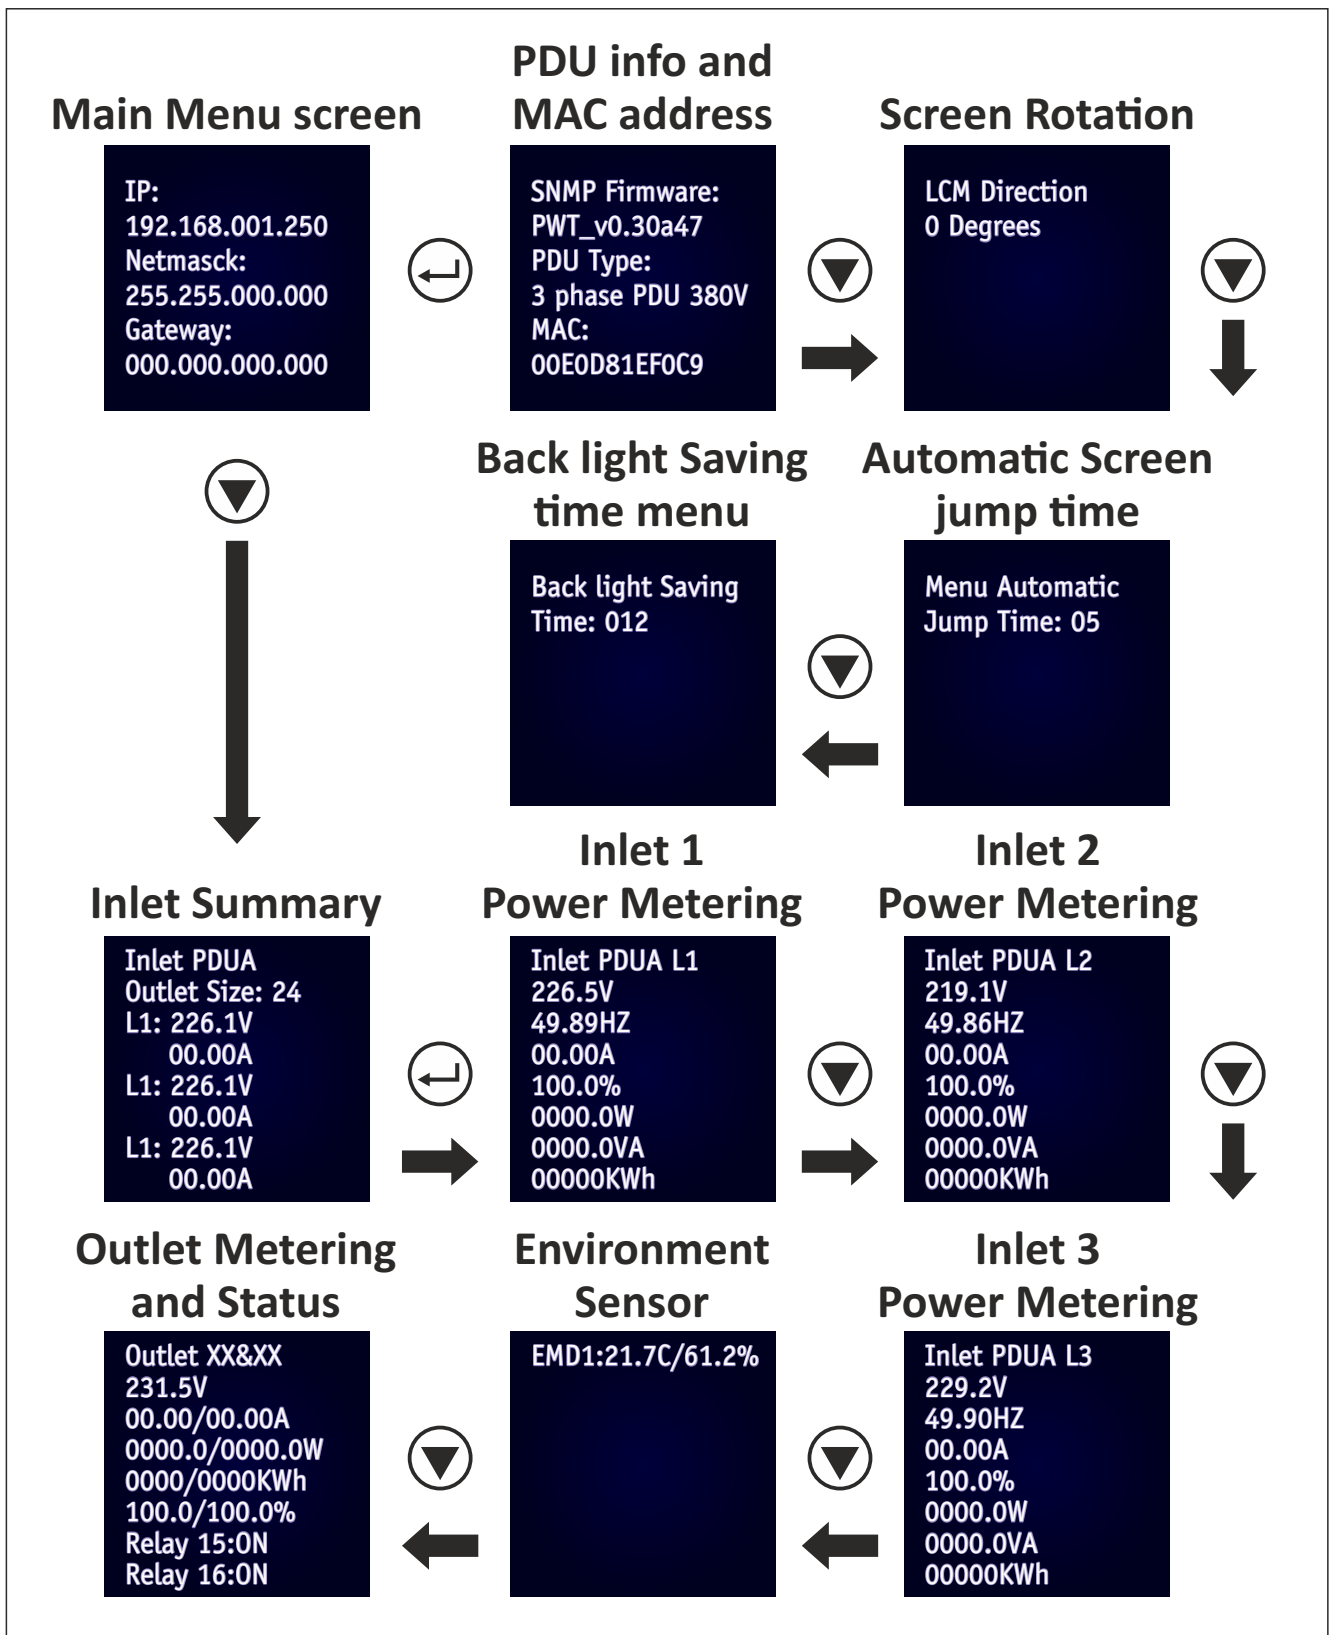 Main Menu screen
IP:
192.168.001.250
Netmasck:
255.255.000.000
Gateway:
000.000.000.000
PDU info and
MAC address
SNMP Firmware:
PWT_v0.30a47
PDU Type:
3 phase PDU 380V
MAC:
00E0D81EF0C9
Screen Rotation
LCM Direction
0 Degrees
Back light Saving
time menu
Back light Saving
Time: 012
Automatic Screen
jump time
Menu Automatic
Jump Time: 05
Inlet Summary
Inlet PDUA
Outlet Size: 24
L1: 226.1V
00.00A
L1: 226.1V
00.00A
L1: 226.1V
00.00A
Inlet 1
Power Metering
Inlet PDUA L1
226.5V
49.89HZ
00.00A
100.0%
0000.0W
0000.0VA
00000KWh
Inlet 2
Power Metering
Inlet PDUA L2
219.1V
49.86HZ
00.00A
100.0%
0000.0W
0000.0VA
00000KWh
Outlet Metering
and Status
Outlet XX&XX
231.5V
00.00/00.00A
0000.0/0000.0W
0000/0000KWh
100.0/100.0%
Relay 15:ON
Relay 16:ON
Environment
Sensor
EMD1:21.7C/61.2%
Inlet 3
Power Metering
Inlet PDUA L3
229.2V
49.90HZ
00.00A
100.0%
0000.0W
0000.0VA
00000KWh